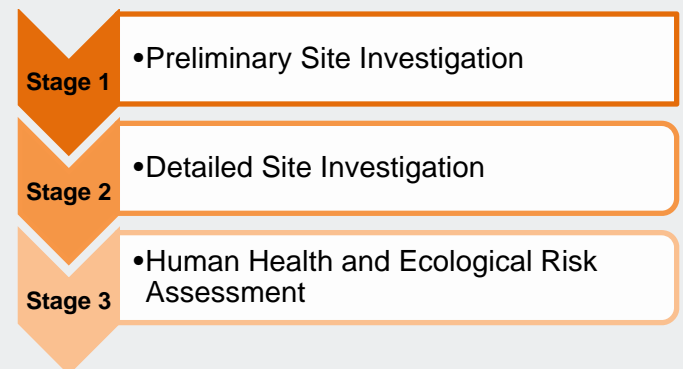 Stage 1
•Preliminary Site Investigation
Stage 2
•Detailed Site Investigation
Stage 3
•Human Health and Ecological Risk
Assessment